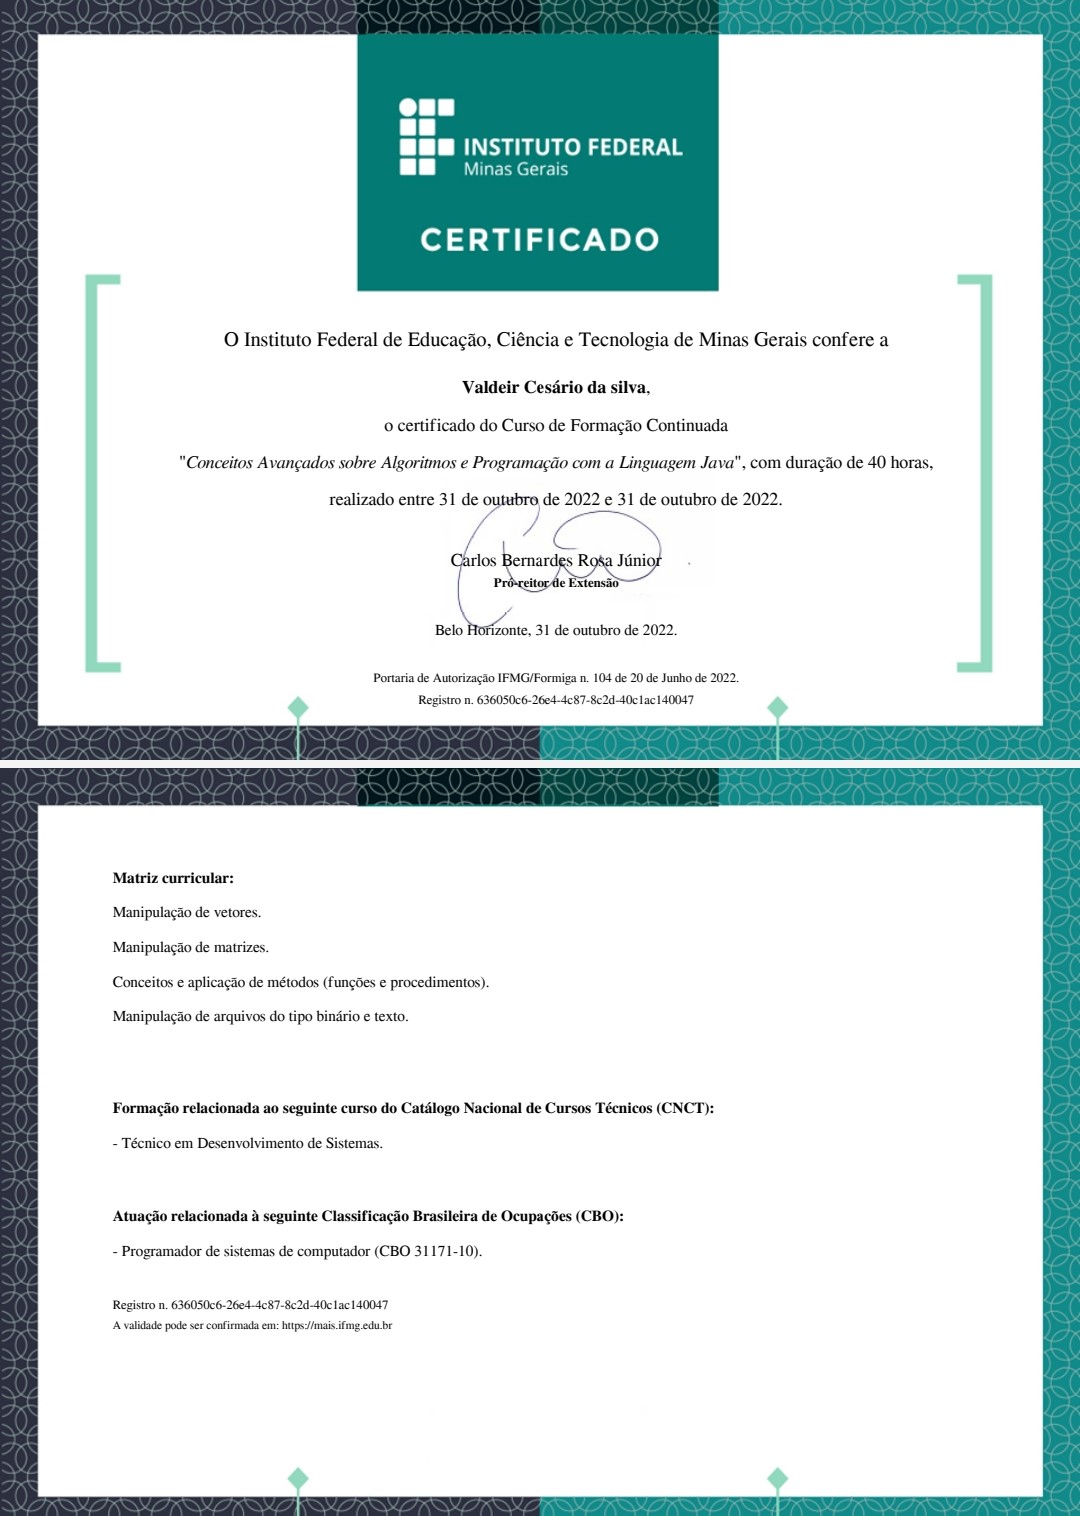 INSTITUTO FEDERAL
Minas Gerais
CERTIFICADO
O Instituto Federal de Educação, Ciência e Tecnologia de Minas Gerais confere a
Valdeir Cesário da silva,
o certificado do Curso de Formação Continuada
"Conceitos Avançados sobre Algoritmos e Programação com a Linguagem Java", com duração de 40 horas,
realizado entre 31 de outubro de 2022 e 31 de outubro de 2022.
Carlos Bernardes Rosa Júnior
Pró-reitor de Extensão
Belo Horizonte, 31 de outubro de 2022.
Portaria de Autorização IFMG/Formiga n. 104 de 20 de Junho de 2022.
Registro n. 636050c6-26e4-4c87-8c2d-40c1ac140047
Matriz curricular:
Manipulação de vetores.
Manipulação de matrizes.
Conceitos e aplicação de métodos (funções e procedimentos).
Manipulação de arquivos do tipo binário e texto.
Formação relacionada ao seguinte curso do Catálogo Nacional de Cursos Técnicos (CNCT):
- Técnico em Desenvolvimento de Sistemas.
Atuação relacionada à seguinte Classificação Brasileira de Ocupações (CBO):
- Programador de sistemas de computador (CBO 31171-10).
Registro n. 636050c6-26e4-4c87-8c2d-40c1ac140047
A validade pode ser confirmada em: https://mais.ifmg.edu.br